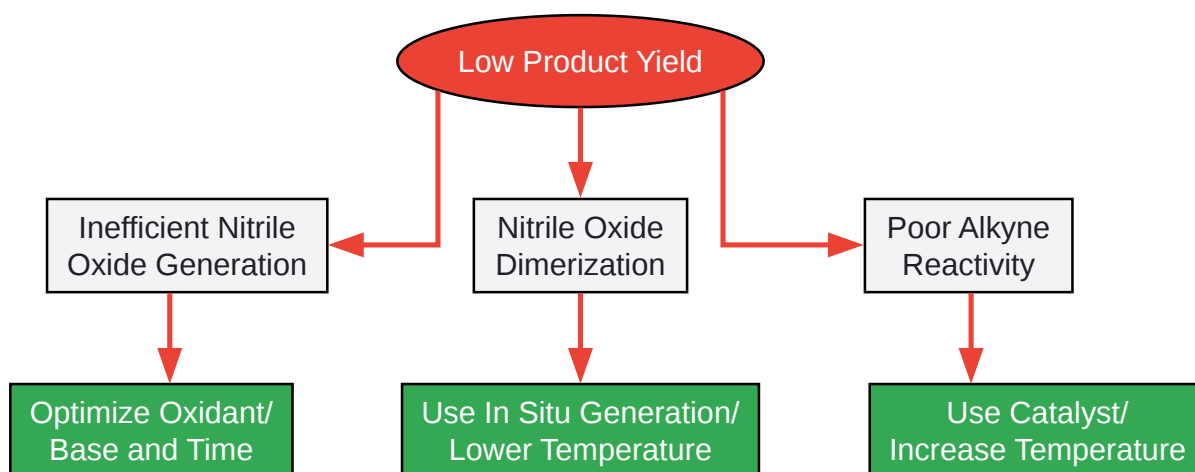 Low Product Yield
Inefficient Nitrile
Oxide Generation
Nitrile Oxide
Dimerization
Poor Alkyne
Reactivity
Optimize Oxidant/
Base and Time
Use In Situ Generation/
Lower Temperature
Use Catalyst/
Increase Temperature